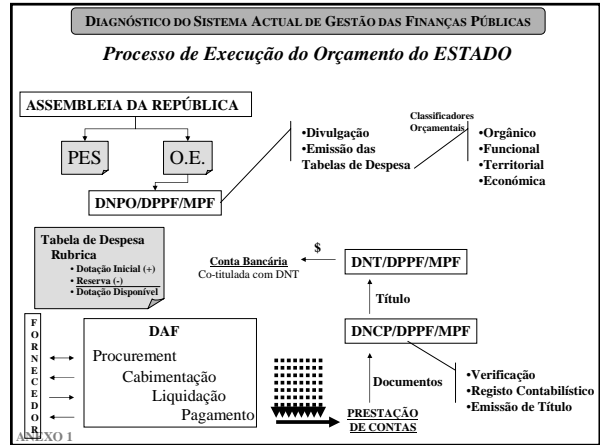 DIAGNÓSTICO DO SISTEMA ACTUAL DE GESTÃO DAS FINANÇAS PÚBLICAS
Processo de Execução do Orçamento do ESTADO
ASSEMBLEIA DA REPÚBLICA
PES
O.E.
DNPO/DPPF/MPF
•Divulgação
•Emissão das
Tabelas de Despesa
Classificadores
Orçamentais
•Orgânico
•Funcional
•Territorial
•Económica
Tabela de Despesa
Rubrica
• Dotação Inicial (+)
• Reserva (-)
• Dotação Disponível
Conta Bancária
Co-titulada com DNT
$
DNT/DPPF/MPF
Título
DNCP/DPPF/MPF
Documentos
•Verificação
•Registo Contabilístico
•Emissão de Título
FORNECEDOR
DAF
Procurement
Cabimentação
Liquidação
Pagamento
PRESTAÇÃO
DE CONTAS
ANEXO 1